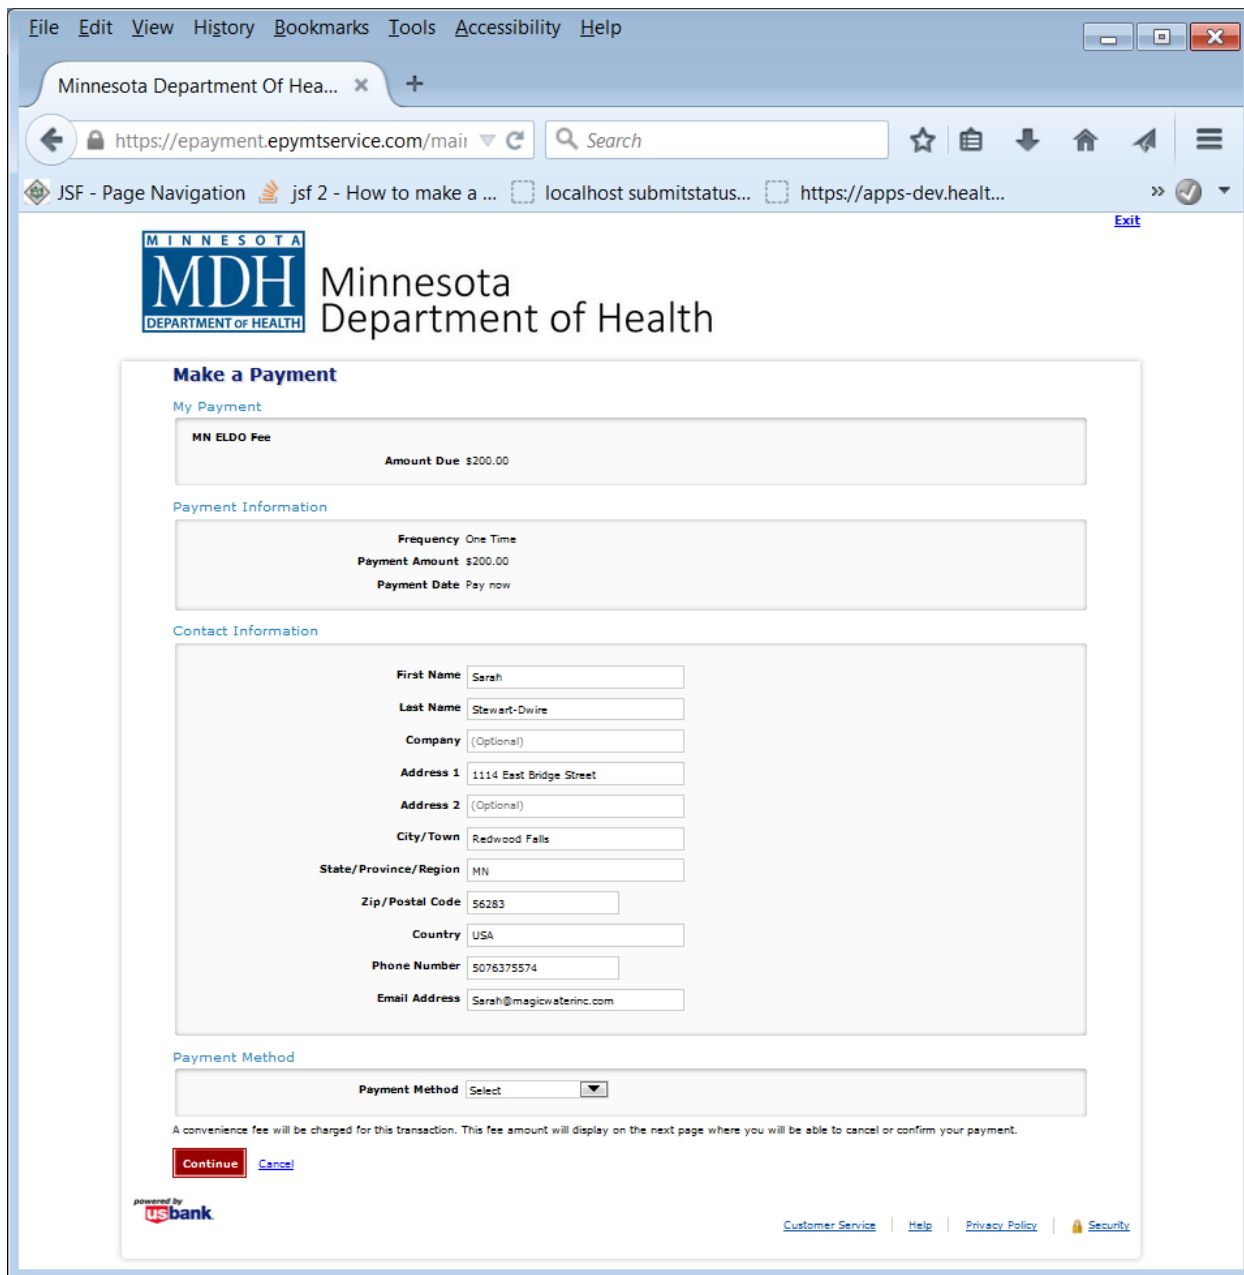 File Edit View History Bookmarks Tools Accessibility Help
Minnesota Department Of Hea...
https://epayment.epymtservice.com/mai Search
JSF - Page Navigation jsf 2 - How to make a ... localhost submitstatus... https://apps-dev.healt... »
Exit
MINNESOTA
MDH
DEPARTMENT OF HEALTH
Minnesota
Department of Health
Make a Payment
My Payment
MN ELDO Fee
Amount Due $200.00
Payment Information
Frequency One Time
Payment Amount $200.00
Payment Date Pay now
Contact Information
First Name Sarah
Last Name Stewart-Dwire
Company (Optional)
Address 1 1114 East Bridge Street
Address 2 (Optional)
City/Town Redwood Falls
State/Province/Region MN
Zip/Postal Code 56283
Country USA
Phone Number 5076375574
Email Address Sarah@magicwaterinc.com
Payment Method
Payment Method Select
A convenience fee will be charged for this transaction. This fee amount will display on the next page where you will be able to cancel or confirm your payment.
Continue Cancel
powered by
usbank.
Customer Service Help Privacy Policy Security